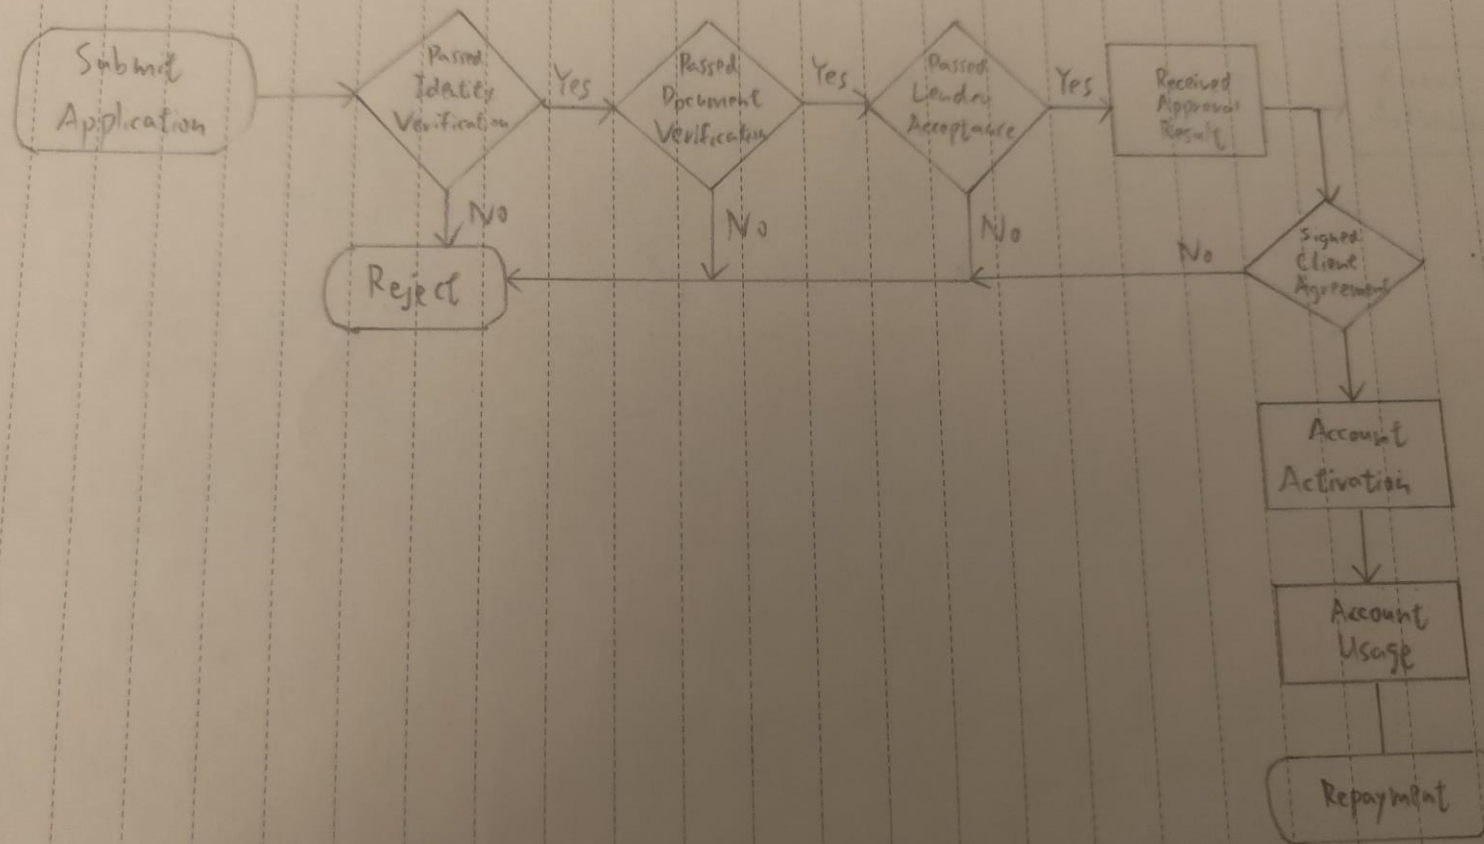 Submit
Application
Passed
Identity
Verification
Yes
No
Reject
Passed
Document
Verification
Yes
No
Passed
Lender
Acceptance
Yes
No
Received
Approval
Result
Signed
Client
Agreement
No
Account
Activation
Account
Usage
Repayment